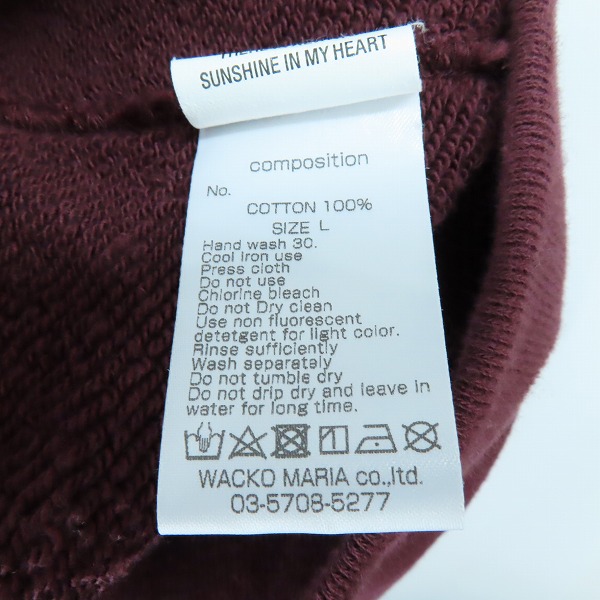 SUNSHINE IN MY HEART
composition
No.
COTTON 100%
SIZE L
Hand wash 30.
Cool iron use
Press cloth
Do not use
Chlorine bleach
Do not Dry clean
Use non fluorescent
detetgent for light color.
Rinse sufficiently
Wash separately
Do not tumble dry
Do not drip dry and leave in
water for long time.
WACKO MARIA co.,ltd.
03-5708-5277